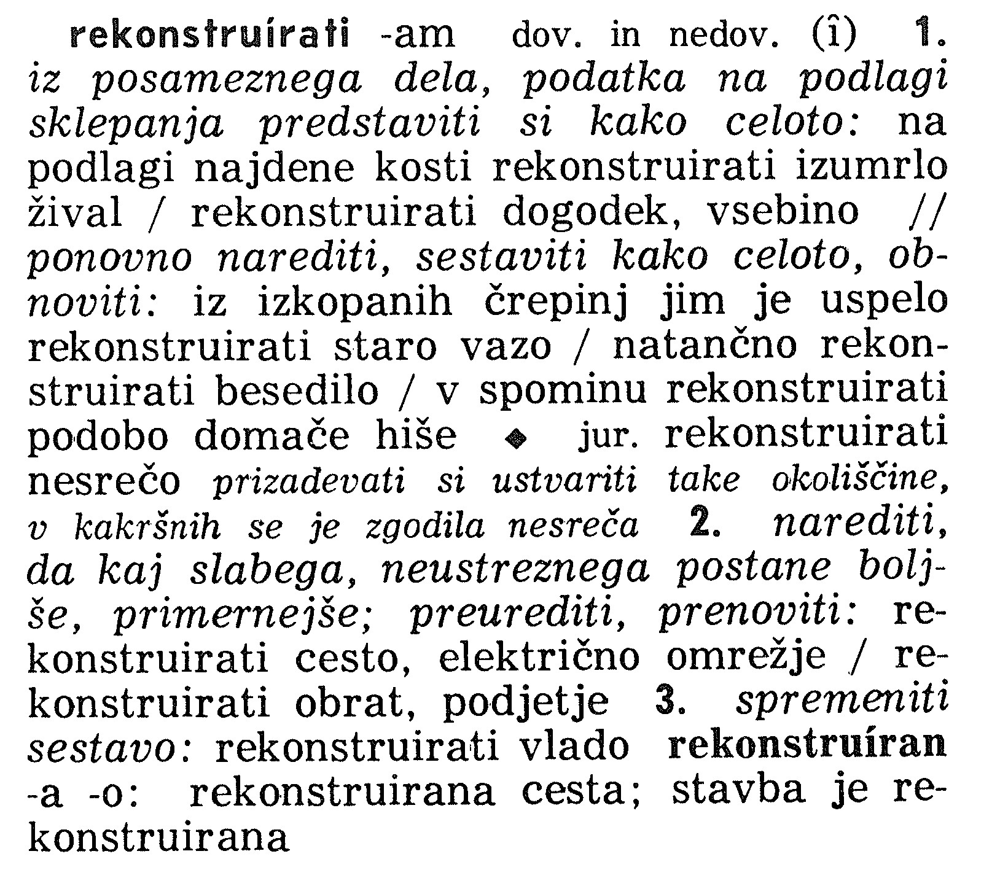 rekonstruírati -am dov. in nedov. (î) 1.
iz posameznega dela, podatka na podlagi
sklepanja predstaviti si kako celoto: na
podlagi najdene kosti rekonstruirati izumrlo
žival / rekonstruirati dogodek, vsebino //
ponovno narediti, sestaviti kako celoto, ob-
noviti: iz izkopanih črepinj jim je uspelo
rekonstruirati staro vazo / natančno rekon-
struirati besedilo / v spominu rekonstruirati
podobo domače hiše ◆ jur. rekonstruirati
nesrečo prizadevati si ustvariti take okoliščine,
v kakršnih se je zgodila nesreča 2. narediti,
da kaj slabega, neustreznega postane bolj-
še, primernejše; preurediti, prenoviti: re-
konstruirati cesto, električno omrežje / re-
konstruirati obrat, podjetje 3. spremeniti
sestavo: rekonstruirati vlado rekonstruíran
-a -o: rekonstruirana cesta; stavba je re-
konstruirana